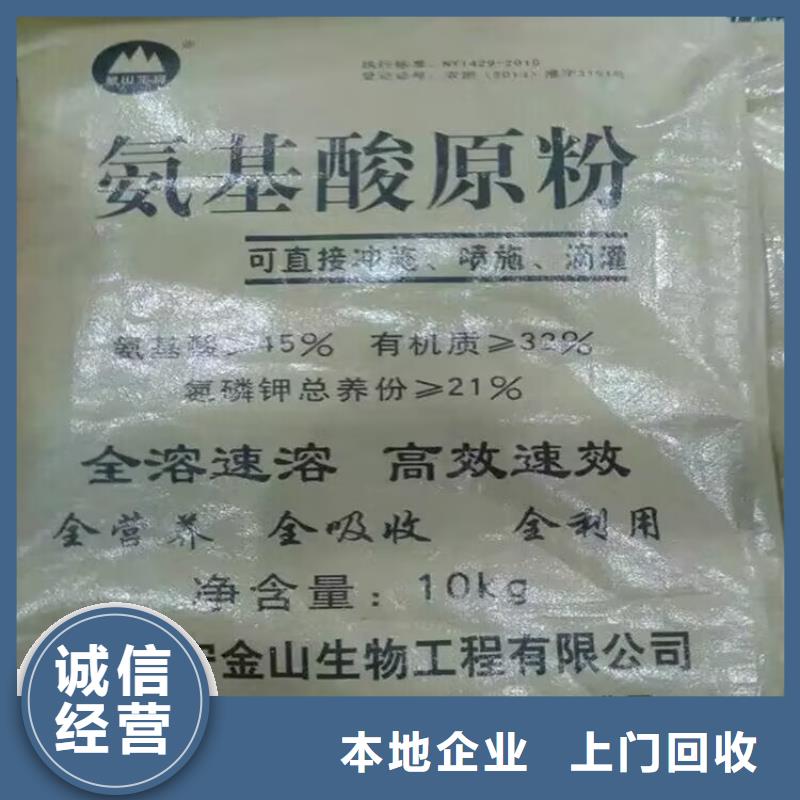 执行标准：NY1429-2010
氨基酸原粉
可直接冲施、喷施、滴灌
氨基酸≥45% 有机质≥32%
氮磷钾总养份≥21%
全溶速溶 高效速效
全营养 全吸收 全利用
净含量：10kg
金山生物工程有限公司
诚信
经营
本地企业 上门回收